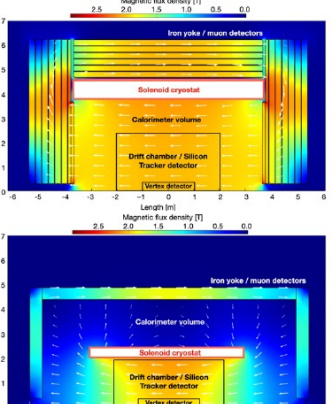 Magnetic flux density [T]
2.5 2.0 1.5 1.0 0.5 0.0
7
Iron yoke / muon detectors
6
5
Solenoid cryostat
4
Calorimeter volume
3
Drift chamber / Silicon
Tracker detector
2
1
Vertex detector
0
-6 -5 -4 -3 -2 -1 0 1 2 3 4 5 6
Length [m]
Magnetic flux density [T]
2.5 2.0 1.5 1.0 0.5 0.0
7
6
Iron yoke / muon detectors
5
4
Calorimeter volume
3
Solenoid cryostat
2
Drift chamber / Silicon
Tracker detector
1
Vertex detector